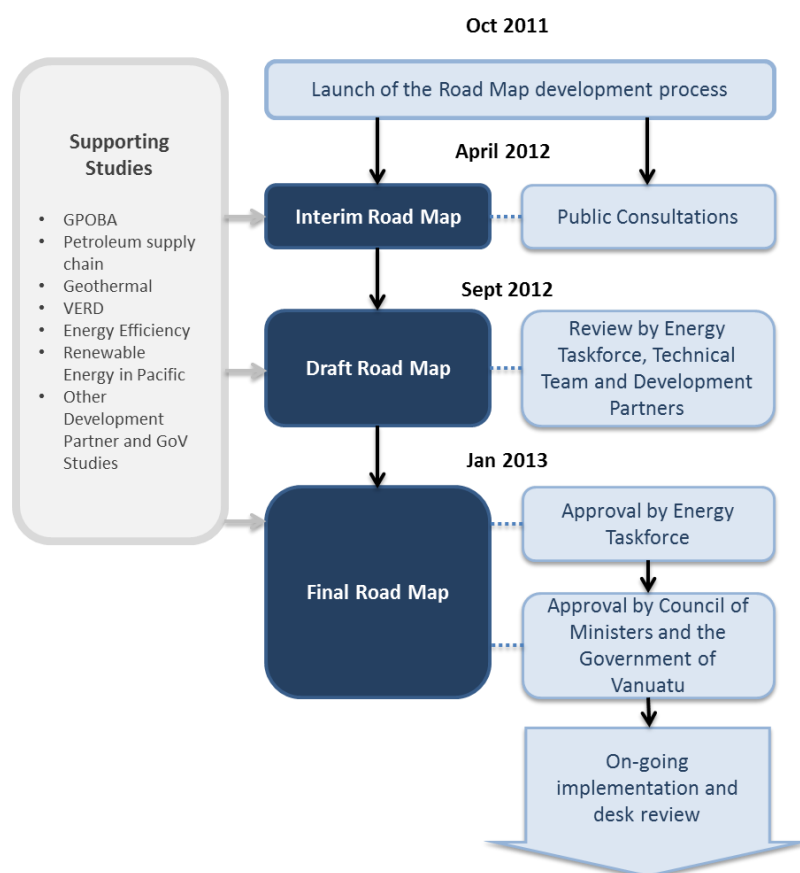 Oct 2011
Launch of the Road Map development process
Supporting
Studies
• GPOBA
• Petroleum supply
chain
• Geothermal
• VERD
• Energy Efficiency
• Renewable
Energy in Pacific
• Other
Development
Partner and GoV
Studies
April 2012
Interim Road Map
Public Consultations
Sept 2012
Draft Road Map
Review by Energy
Taskforce, Technical
Team and Development
Partners
Jan 2013
Final Road Map
Approval by Energy
Taskforce
Approval by Council of
Ministers and the
Government of
Vanuatu
On-going
implementation and
desk review